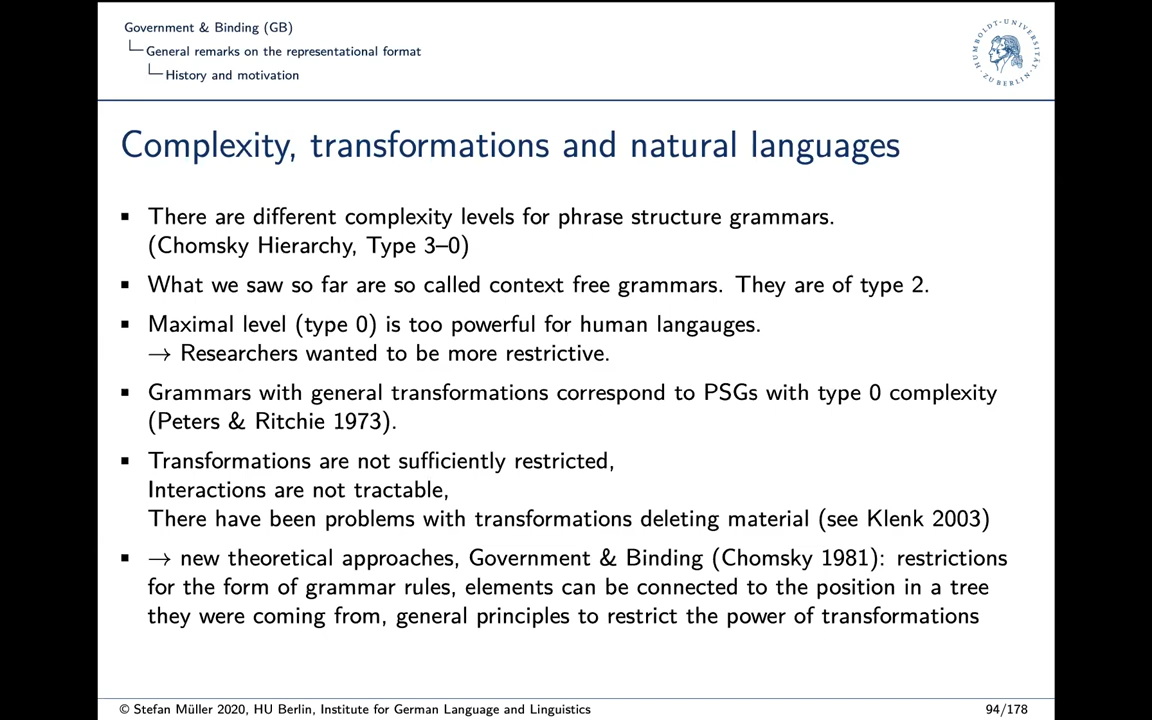 Government & Binding (GB)
General remarks on the representational format
History and motivation
HUMBOLDT-UNIVERSITÄT ZU BERLIN
Complexity, transformations and natural languages
▪ There are different complexity levels for phrase structure grammars.
(Chomsky Hierarchy, Type 3–0)
▪ What we saw so far are so called context free grammars. They are of type 2.
▪ Maximal level (type 0) is too powerful for human langauges.
→ Researchers wanted to be more restrictive.
▪ Grammars with general transformations correspond to PSGs with type 0 complexity
(Peters & Ritchie 1973).
▪ Transformations are not sufficiently restricted,
Interactions are not tractable,
There have been problems with transformations deleting material (see Klenk 2003)
▪ → new theoretical approaches, Government & Binding (Chomsky 1981): restrictions
for the form of grammar rules, elements can be connected to the position in a tree
they were coming from, general principles to restrict the power of transformations
© Stefan Müller 2020, HU Berlin, Institute for German Language and Linguistics
94/178